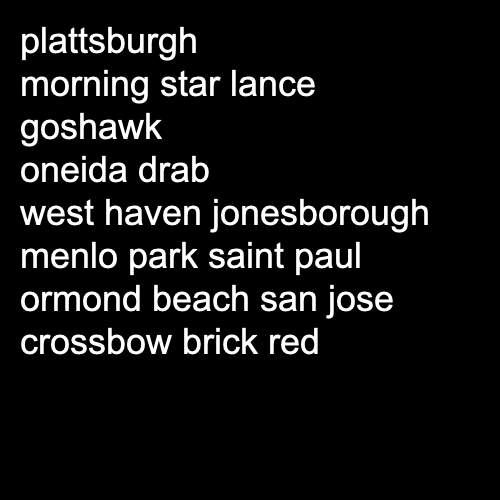 plattsburgh
morning star lance
goshawk
oneida drab
west haven jonesborough
menlo park saint paul
ormond beach san jose
crossbow brick red